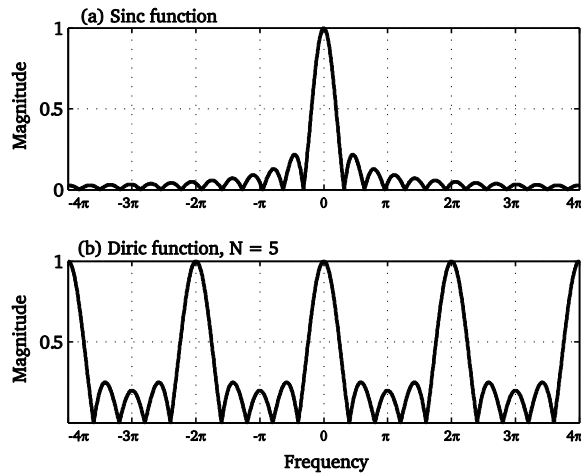 (a) Sinc function
1
0.5
0
Magnitude
-4π -3π -2π -π 0 π 2π 3π 4π
(b) Diric function, N = 5
1
0.5
Magnitude
-4π -3π -2π -π 0 π 2π 3π 4π
Frequency